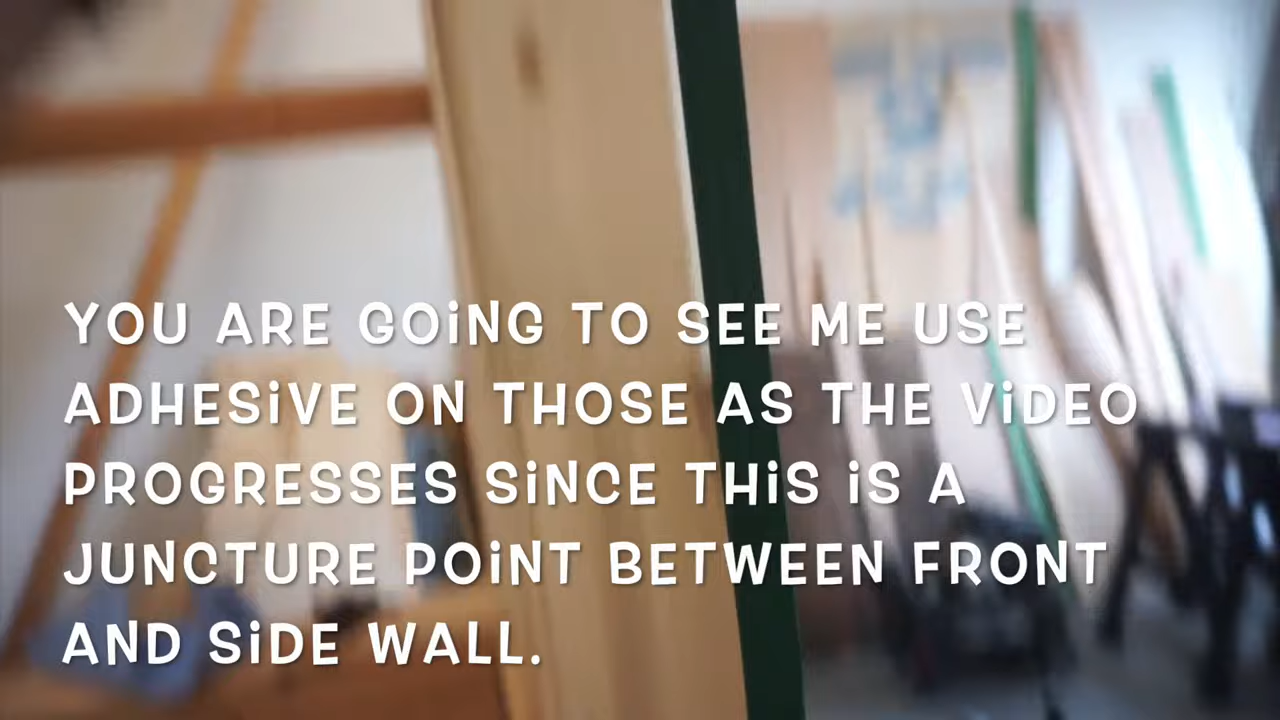 YOU ARE GOiNG TO SEE ME USE
ADHESiVE ON THOSE AS THE ViDEO
PROGRESSES SiNCE THiS iS A
JUNCTURE POiNT BETWEEN FRONT
AND SiDE WALL.